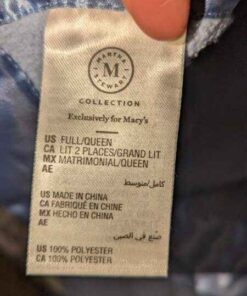 MARTHA STEWART
M
COLLECTION
Exclusively for Macy's
US FULL/QUEEN
CA LIT 2 PLACES/GRAND LIT
MX MATRIMONIAL/QUEEN
AE
كامل/متوسط
US MADE IN CHINA
CA FABRIQUÉ EN CHINE
MX HECHO EN CHINA
AE
صنع في الصين
US 100% POLYESTER
CA 100% POLYESTER